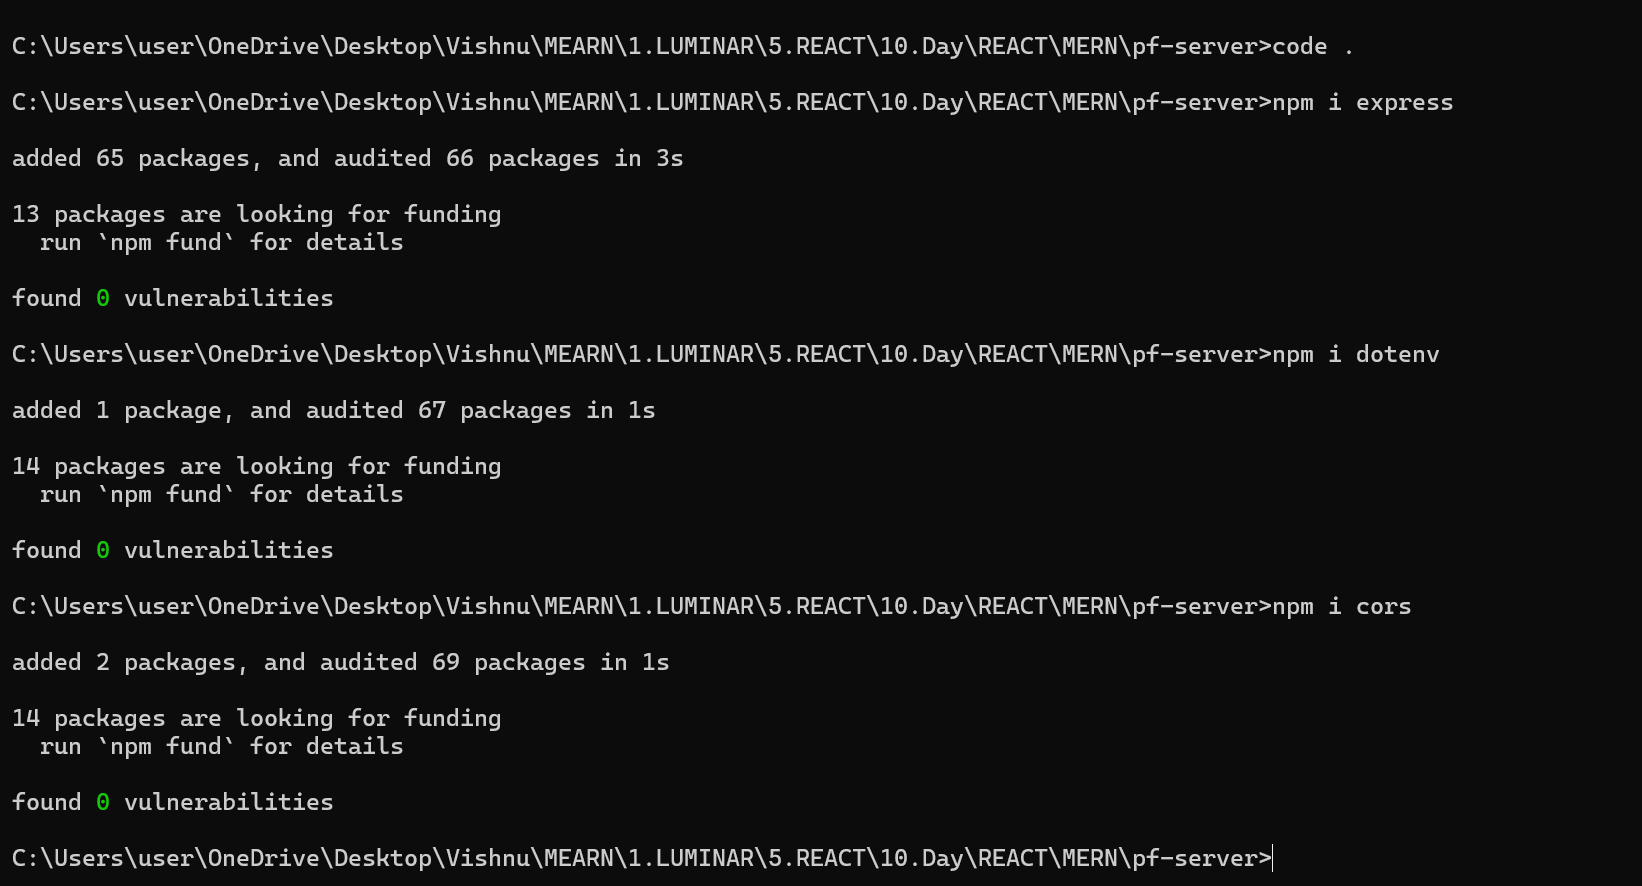 C:\Users\user\OneDrive\Desktop\Vishnu\MEARN\1.LUMINAR\5.REACT\10.Day\REACT\MERN\pf-server>code .
C:\Users\user\OneDrive\Desktop\Vishnu\MEARN\1.LUMINAR\5.REACT\10.Day\REACT\MERN\pf-server>npm i express
added 65 packages, and audited 66 packages in 3s
13 packages are looking for funding
  run `npm fund` for details
found 0 vulnerabilities
C:\Users\user\OneDrive\Desktop\Vishnu\MEARN\1.LUMINAR\5.REACT\10.Day\REACT\MERN\pf-server>npm i dotenv
added 1 package, and audited 67 packages in 1s
14 packages are looking for funding
  run `npm fund` for details
found 0 vulnerabilities
C:\Users\user\OneDrive\Desktop\Vishnu\MEARN\1.LUMINAR\5.REACT\10.Day\REACT\MERN\pf-server>npm i cors
added 2 packages, and audited 69 packages in 1s
14 packages are looking for funding
  run `npm fund` for details
found 0 vulnerabilities
C:\Users\user\OneDrive\Desktop\Vishnu\MEARN\1.LUMINAR\5.REACT\10.Day\REACT\MERN\pf-server>